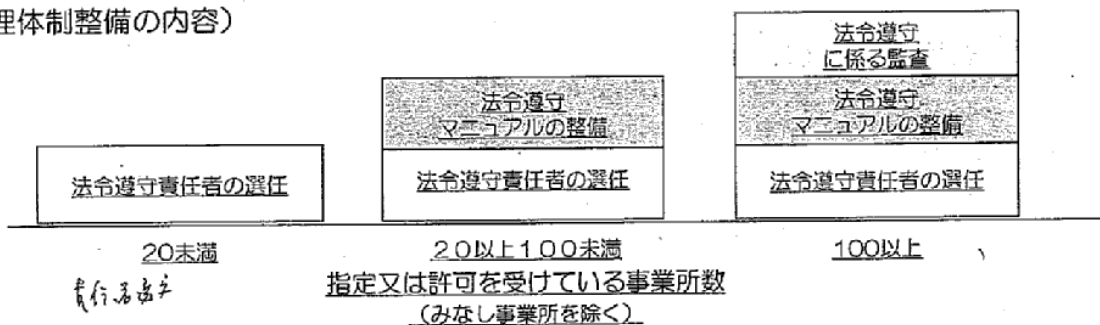 理体制整備の内容）
法令遵守
に係る監査
法令遵守
マニュアルの整備
法令遵守
マニュアルの整備
法令遵守責任者の選任
法令遵守責任者の選任
法令遵守責任者の選任
20未満
20以上100未満
100以上
指定又は許可を受けている事業所数
（みなし事業所を除く）